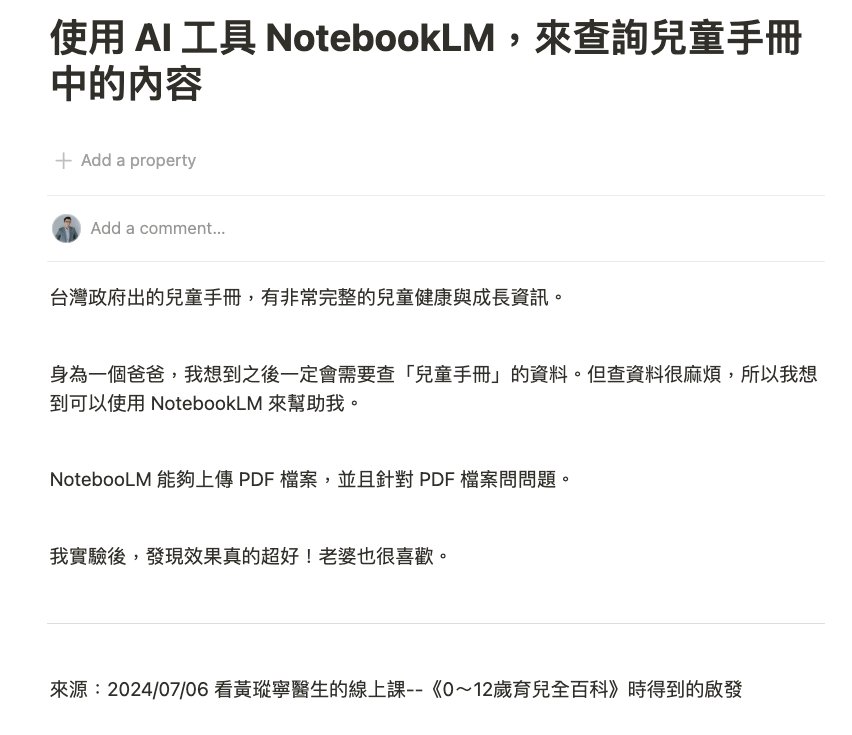 使用 AI 工具 NotebookLM，來查詢兒童手冊
中的內容
Add a property
Add a comment...
台灣政府出的兒童手冊，有非常完整的兒童健康與成長資訊。
身為一個爸爸，我想到之後一定會需要查「兒童手冊」的資料。但查資料很麻煩，所以我想
到可以使用 NotebookLM 來幫助我。
NotebooLM 能夠上傳 PDF 檔案，並且針對 PDF 檔案問問題。
我實驗後，發現效果真的超好！老婆也很喜歡。
來源：2024/07/06 看黃瑽寧醫生的線上課--《0～12歲育兒全百科》時得到的啟發